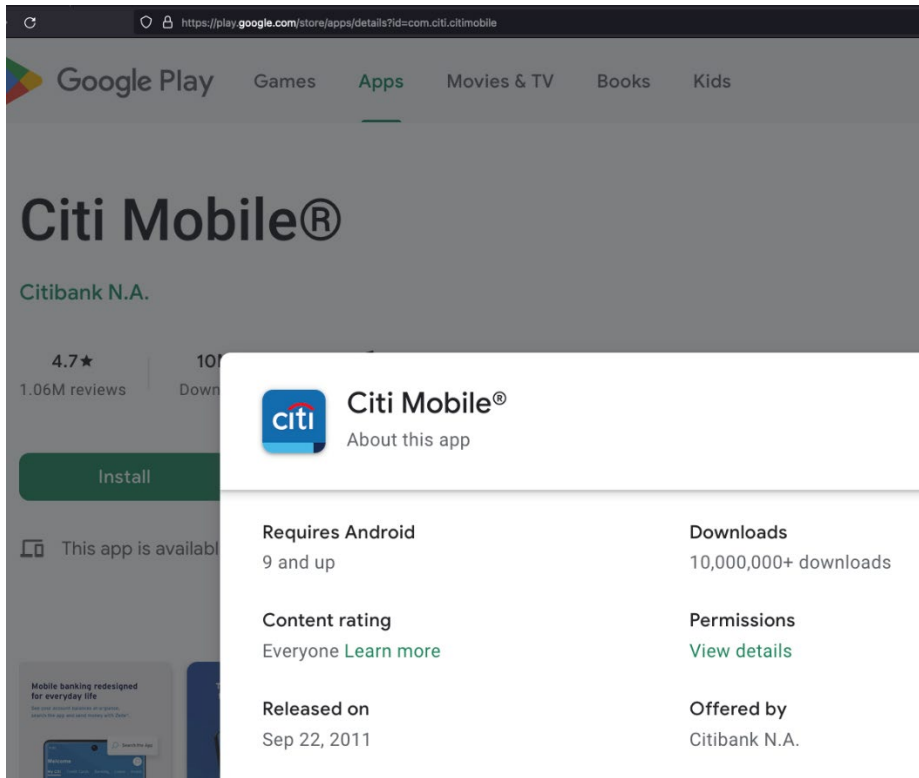 https://play.google.com/store/apps/details?id=com.citi.citimobile
Google Play Games Apps Movies & TV Books Kids
Citi Mobile®
Citibank N.A.
4.7★
1.06M reviews
Install
This app is
Mobile banking redesigned
for everyday life
citi
Citi Mobile®
About this app
Requires Android
9 and up
Downloads
10,000,000+ downloads
Content rating
Everyone Learn more
Permissions
View details
Released on
Sep 22, 2011
Offered by
Citibank N.A.